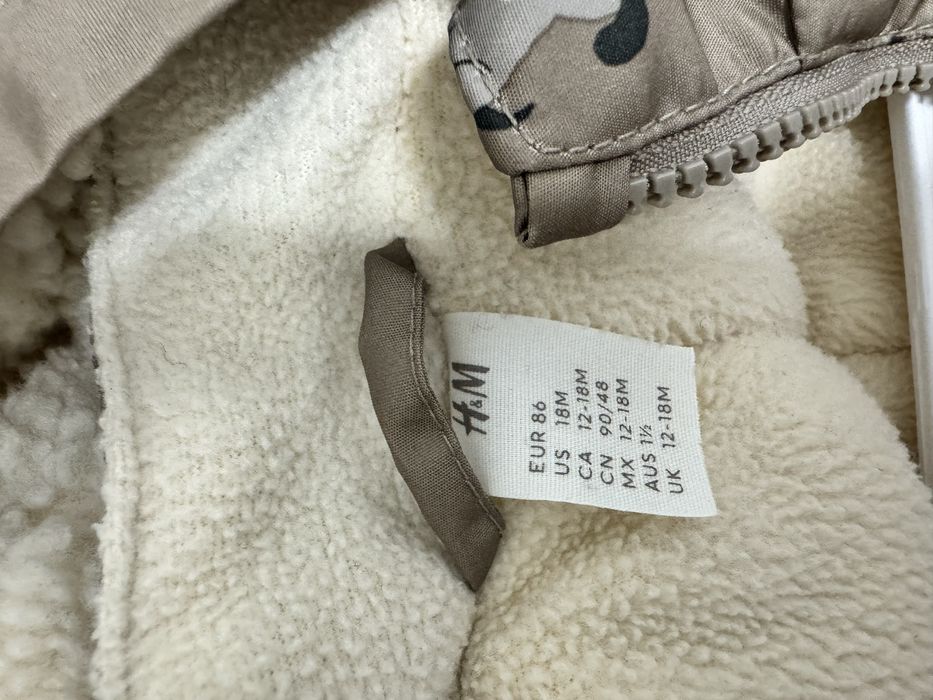 H&M
EUR 86
US 18M
CA 12-18M
CN 90/48
MX 12-18M
AUS 1½
UK 12-18M